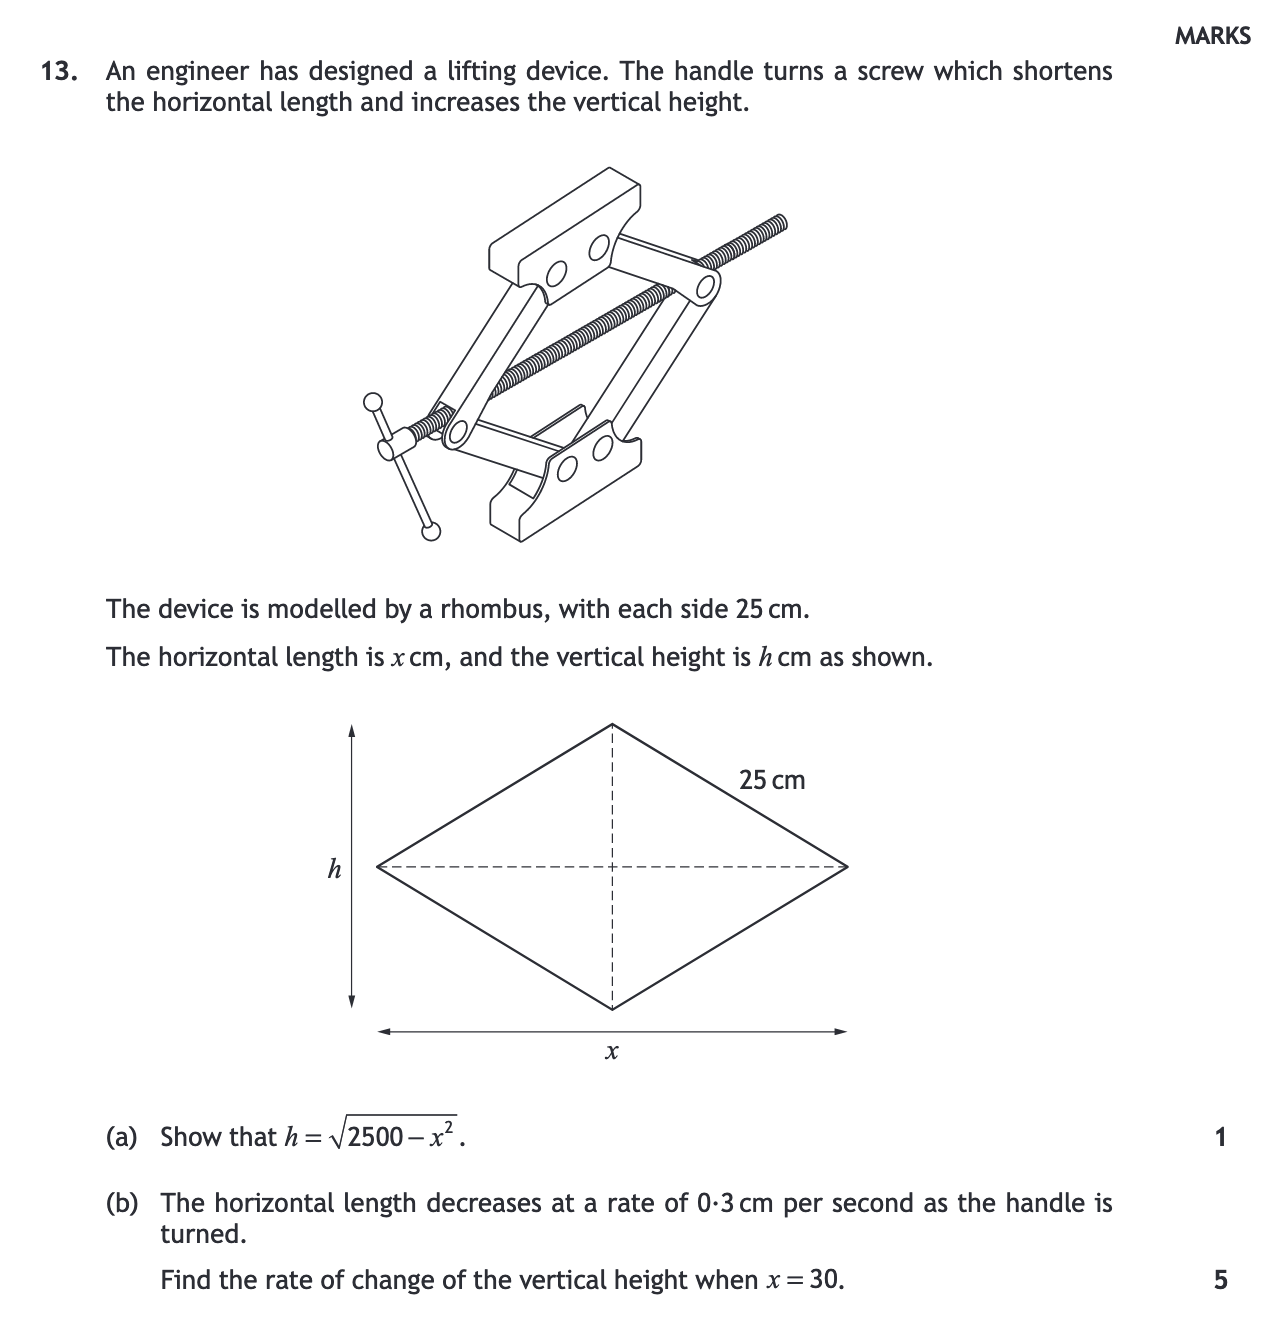 MARKS
13. An engineer has designed a lifting device. The handle turns a screw which shortens
the horizontal length and increases the vertical height.
The device is modelled by a rhombus, with each side 25 cm.
The horizontal length is x cm, and the vertical height is h cm as shown.
25 cm
h
x
(a) Show that h = √(2500 – x²). 1
(b) The horizontal length decreases at a rate of 0·3 cm per second as the handle is
turned.
Find the rate of change of the vertical height when x = 30. 5